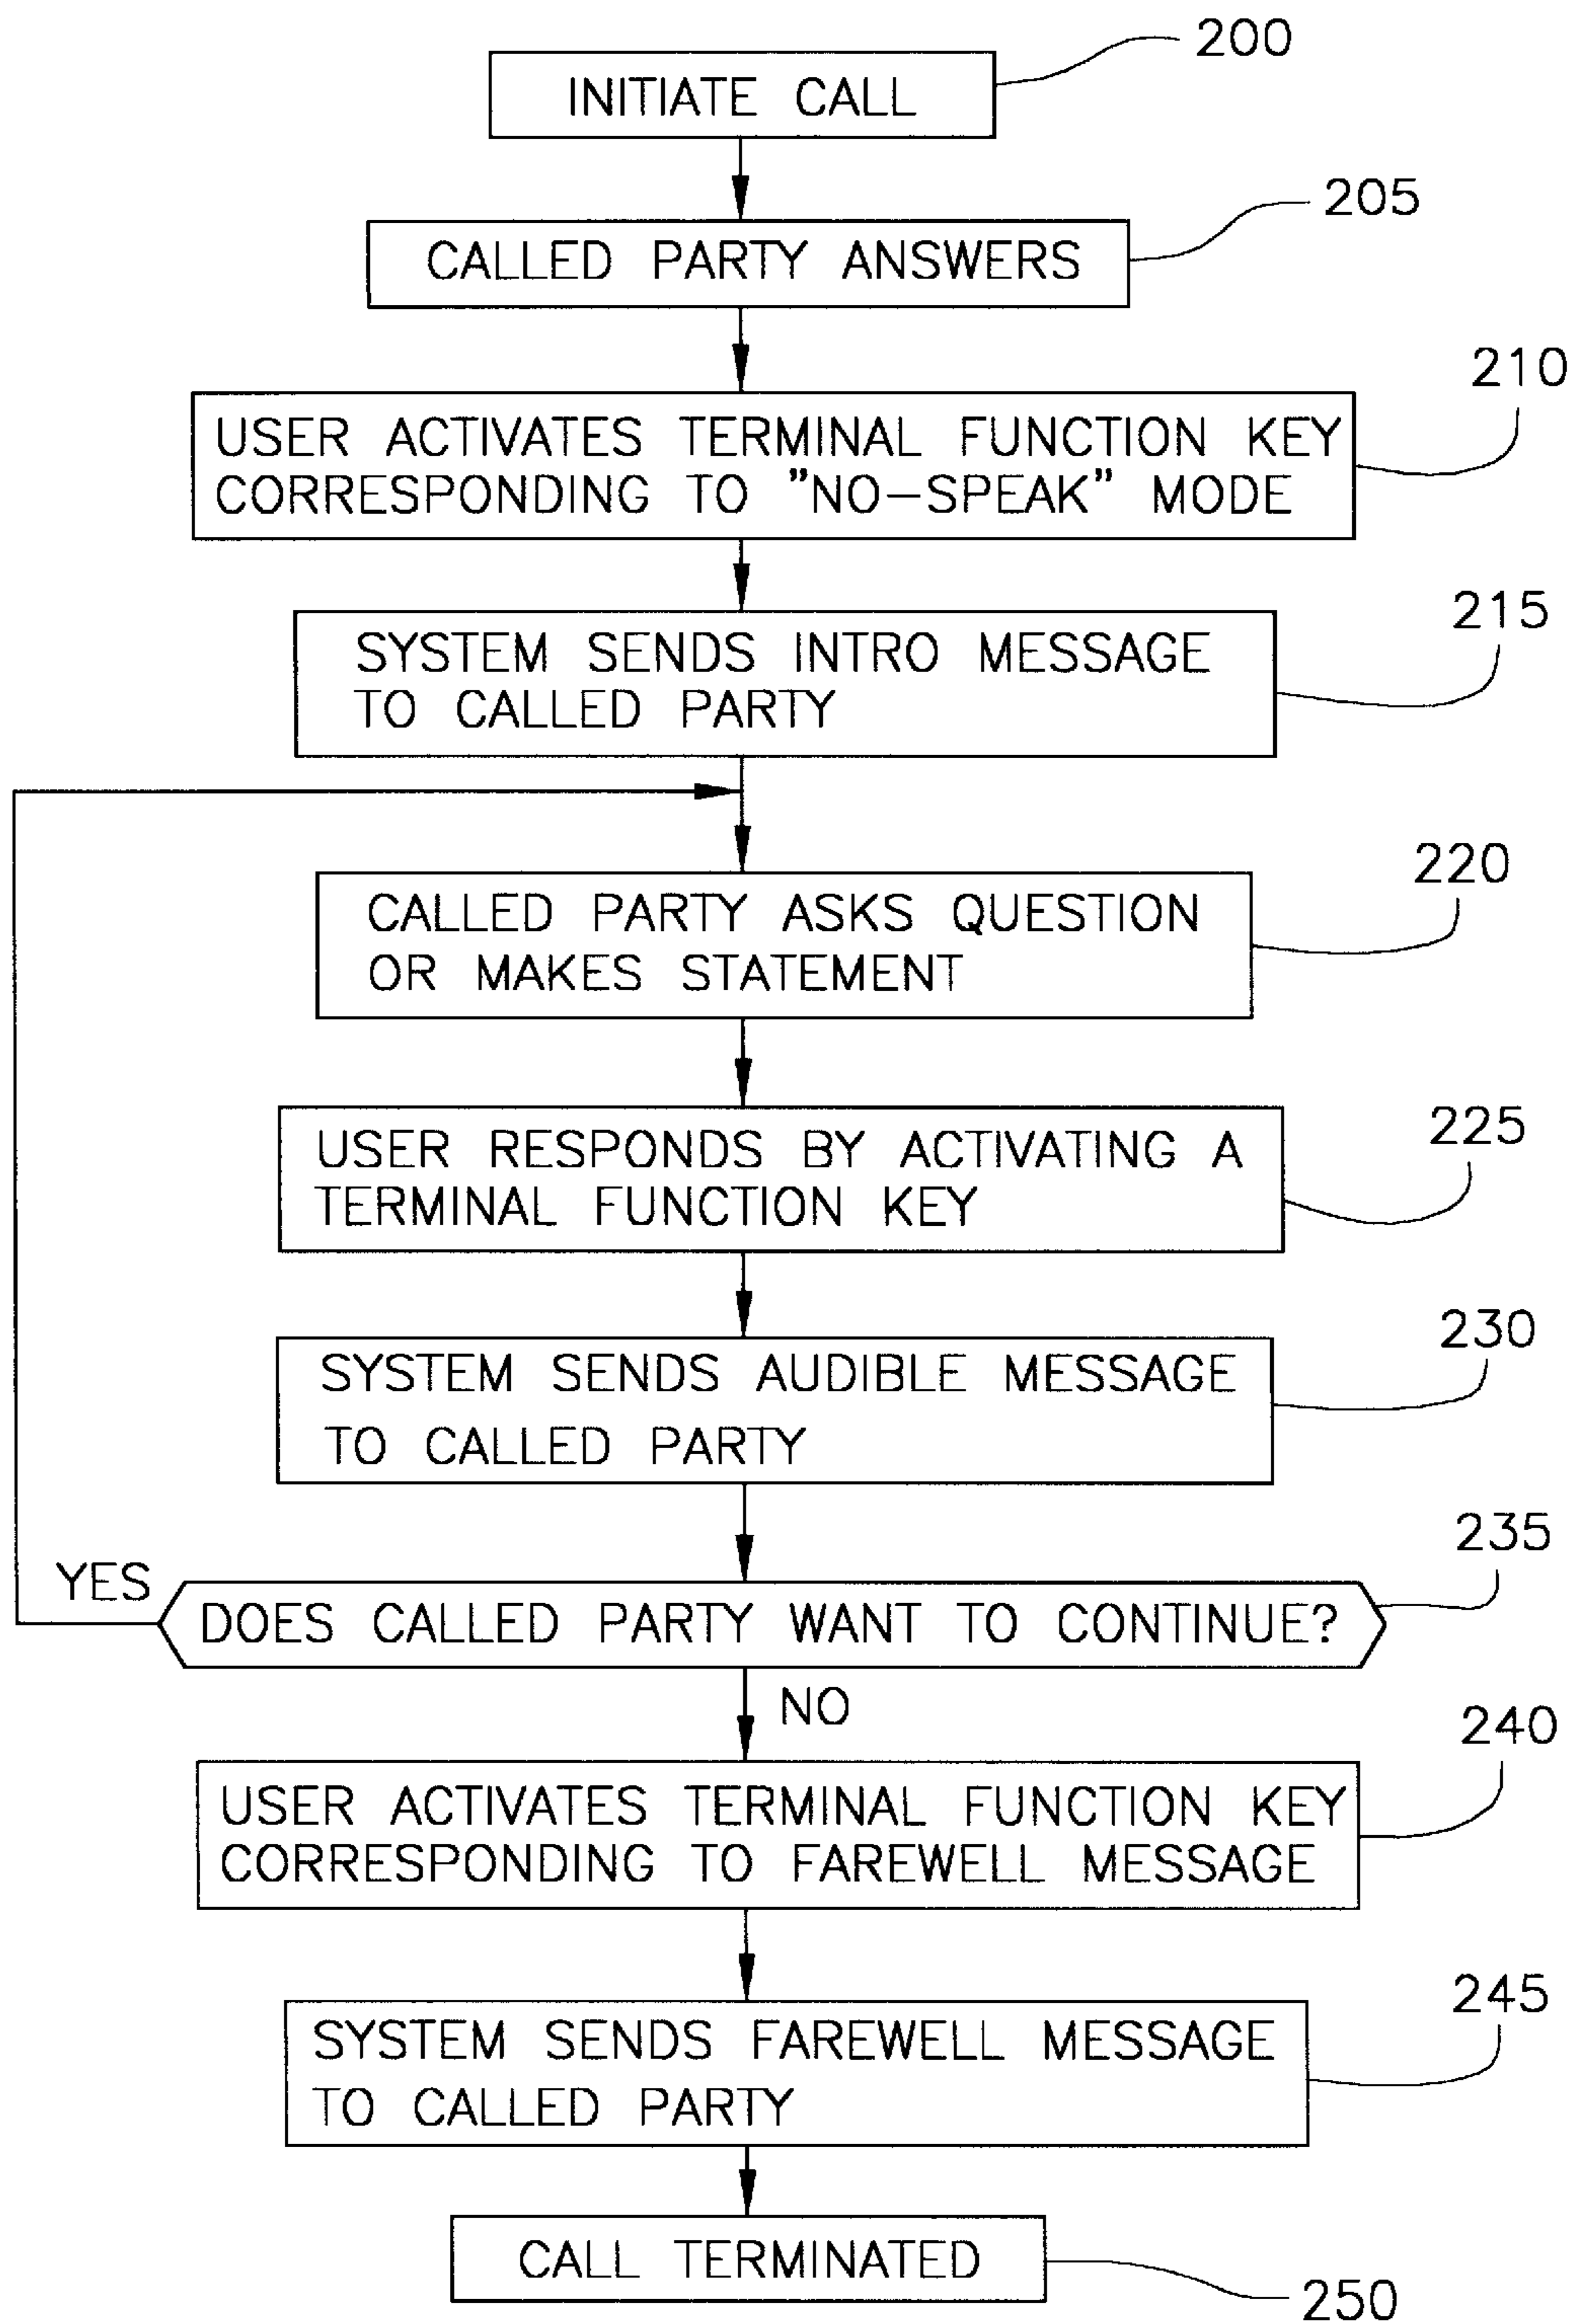 200
INITIATE CALL
205
CALLED PARTY ANSWERS
210
USER ACTIVATES TERMINAL FUNCTION KEY
CORRESPONDING TO "NO-SPEAK" MODE
215
SYSTEM SENDS INTRO MESSAGE
TO CALLED PARTY
220
CALLED PARTY ASKS QUESTION
OR MAKES STATEMENT
225
USER RESPONDS BY ACTIVATING A
TERMINAL FUNCTION KEY
230
SYSTEM SENDS AUDIBLE MESSAGE
TO CALLED PARTY
235
YES
DOES CALLED PARTY WANT TO CONTINUE?
NO
240
USER ACTIVATES TERMINAL FUNCTION KEY
CORRESPONDING TO FAREWELL MESSAGE
245
SYSTEM SENDS FAREWELL MESSAGE
TO CALLED PARTY
CALL TERMINATED
250